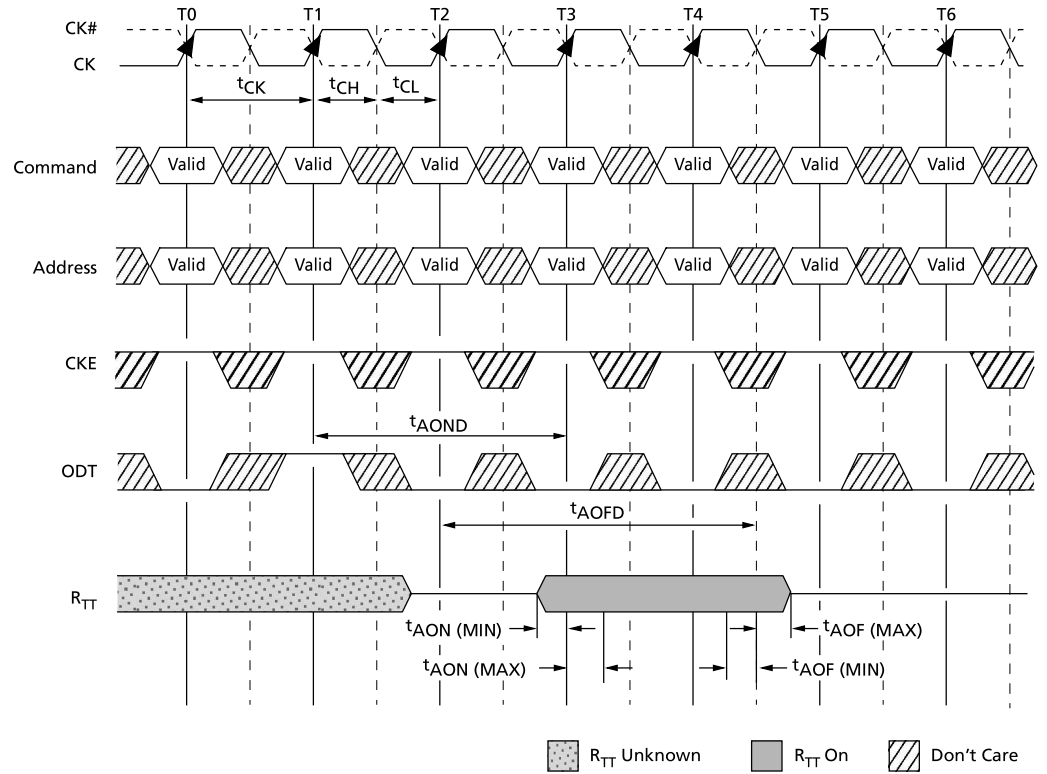 T0 T1 T2 T3 T4 T5 T6
CK#
CK
tCK tCH tCL
Command Valid Valid Valid Valid Valid Valid Valid
Address Valid Valid Valid Valid Valid Valid Valid
CKE
tAOND
ODT
tAOFD
RTT
tAON (MIN) tAOF (MAX)
tAON (MAX) tAOF (MIN)
RTT Unknown RTT On Don't Care